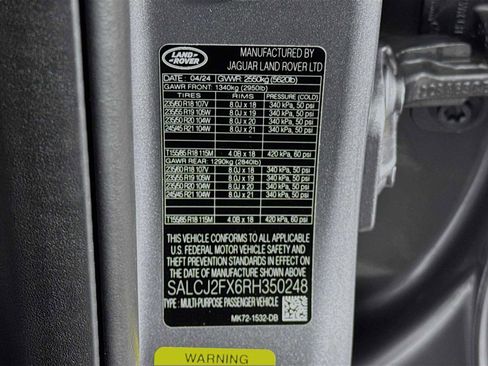 LAND ROVER
MANUFACTURED BY
JAGUAR LAND ROVER LTD
DATE : 04/24 GVWR 2550kg (5620lb)
GAWR FRONT: 1340kg (2950lb)
TIRES RIMS PRESSURE (COLD)
235/60 R18 107V 8.0J x 18 340 kPa, 50 psi
235/55 R19 105W 8.0J x 19 340 kPa, 50 psi
235/50 R20 104W 8.0J x 20 340 kPa, 50 psi
245/45 R21 104W 8.0J x 21 340 kPa, 50 psi
T155/85 R18 115M 4.0B x 18 420 kPa, 60 psi
GAWR REAR: 1290kg (2840lb)
235/60 R18 107V 8.0J x 18 340 kPa, 50 psi
235/55 R19 105W 8.0J x 19 340 kPa, 50 psi
235/50 R20 104W 8.0J x 20 340 kPa, 50 psi
245/45 R21 104W 8.0J x 21 340 kPa, 50 psi
T155/85 R18 115M 4.0B x 18 420 kPa, 60 psi
THIS VEHICLE CONFORMS TO ALL APPLICABLE
U.S. FEDERAL MOTOR VEHICLE SAFETY
STANDARDS IN EFFECT ON THE DATE OF
MANUFACTURE SHOWN ABOVE.
SALCJ2FX6RH350248
TYPE: MULTI-PURPOSE PASSENGER VEHICLE
MK72-1532-DB
WARNING